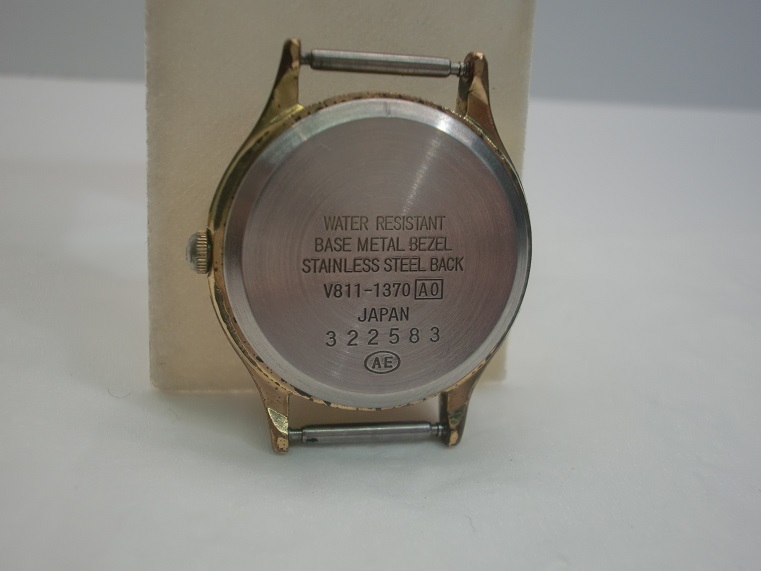 WATER RESISTANT
BASE METAL BEZEL
STAINLESS STEEL BACK
V811-1370 A0
JAPAN
322583
AE